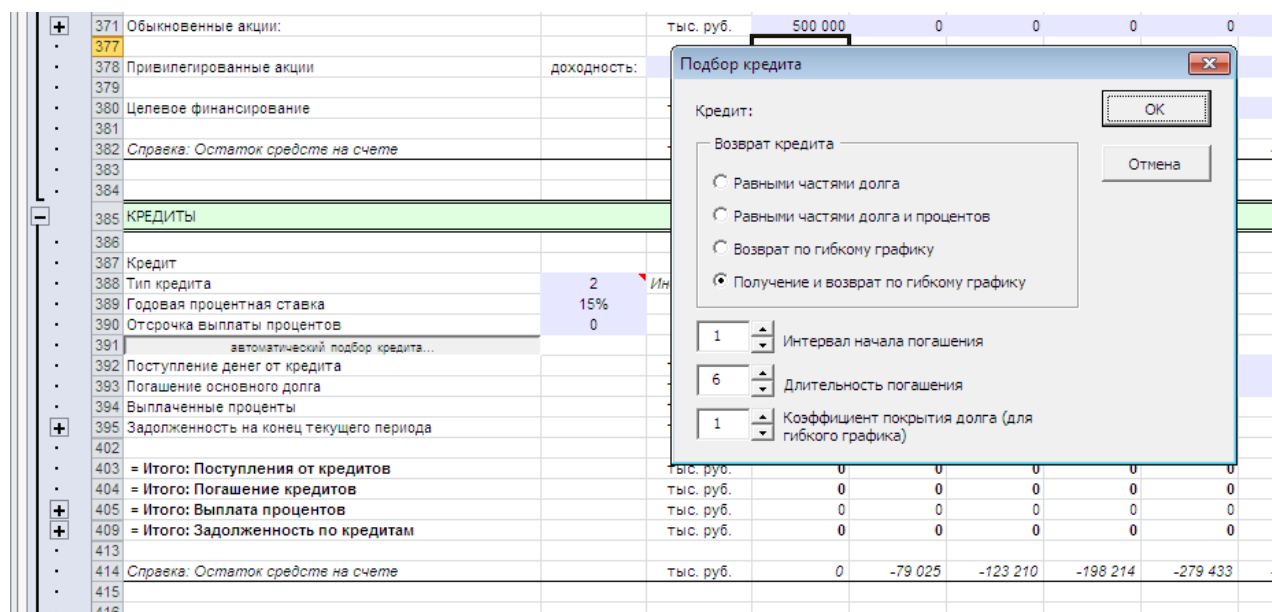 371 Обыкновенные акции: тыс. руб. 500 000 0 0 0 0
377
378 Привилегированные акции доходность:
379
380 Целевое финансирование
381
382 Справка: Остаток средств на счете
383
384
385 КРЕДИТЫ
386
387 Кредит
388 Тип кредита 2 Ин
389 Годовая процентная ставка 15%
390 Отсрочка выплаты процентов 0
391 автоматический подбор кредита...
392 Поступление денег от кредита
393 Погашение основного долга
394 Выплаченные проценты
395 Задолженность на конец текущего периода
402
403 = Итого: Поступления от кредитов тыс. руб. 0 0 0 0 0
404 = Итого: Погашение кредитов тыс. руб. 0 0 0 0 0
405 = Итого: Выплата процентов тыс. руб. 0 0 0 0 0
409 = Итого: Задолженность по кредитам тыс. руб. 0 0 0 0 0
413
414 Справка: Остаток средств на счете тыс. руб. 0 -79 025 -123 210 -198 214 -279 433
415
416
Подбор кредита
Кредит:
OK
Отмена
Возврат кредита
Равными частями долга
Равными частями долга и процентов
Возврат по гибкому графику
Получение и возврат по гибкому графику
1 Интервал начала погашения
6 Длительность погашения
1 Коэффициент покрытия долга (для
гибкого графика)